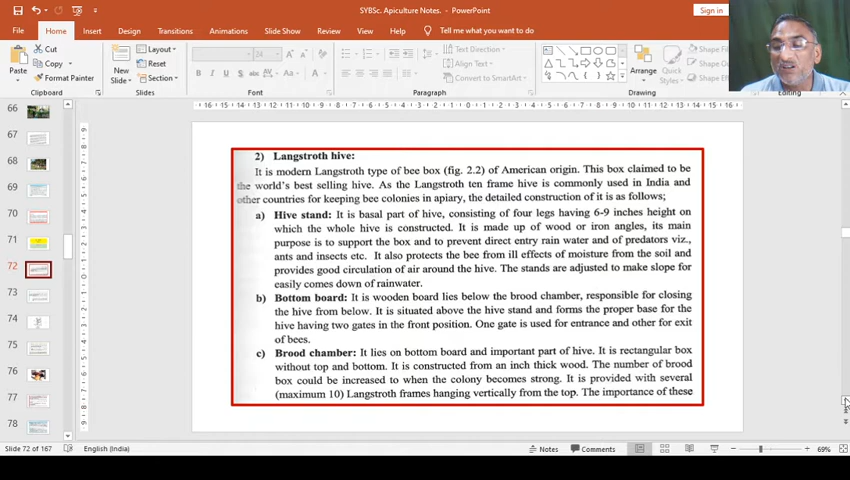 SYBSc. Apiculture Notes. - PowerPoint
Sign in
File Home Insert Design Transitions Animations Slide Show Review View Help Tell me what you want to do
Cut
Copy
Format Painter
Paste
Clipboard
New Slide
Layout
Reset
Section
Slides
24
Font
Text Direction
Align Text
Convert to SmartArt
Paragraph
Arrange
Quick Styles
Shape
Shape
Shape
Drawing
Editing
66
67
68
69
70
71
72
73
74
75
76
77
78
2) Langstroth hive:
It is modern Langstroth type of bee box (fig. 2.2) of American origin. This box claimed to be
the world's best selling hive. As the Langstroth ten frame hive is commonly used in India and
other countries for keeping bee colonies in apiary, the detailed construction of it is as follows;
a) Hive stand: It is basal part of hive, consisting of four legs having 6-9 inches height on
which the whole hive is constructed. It is made up of wood or iron angles, its main
purpose is to support the box and to prevent direct entry rain water and of predators viz.,
ants and insects etc. It also protects the bee from ill effects of moisture from the soil and
provides good circulation of air around the hive. The stands are adjusted to make slope for
easily comes down of rainwater.
b) Bottom board: It is wooden board lies below the brood chamber, responsible for closing
the hive from below. It is situated above the hive stand and forms the proper base for the
hive having two gates in the front position. One gate is used for entrance and other for exit
of bees.
c) Brood chamber: It lies on bottom board and important part of hive. It is rectangular box
without top and bottom. It is constructed from an inch thick wood. The number of brood
box could be increased to when the colony becomes strong. It is provided with several
(maximum 10) Langstroth frames hanging vertically from the top. The importance of these
Slide 72 of 167
English (India)
Notes
Comments
69%